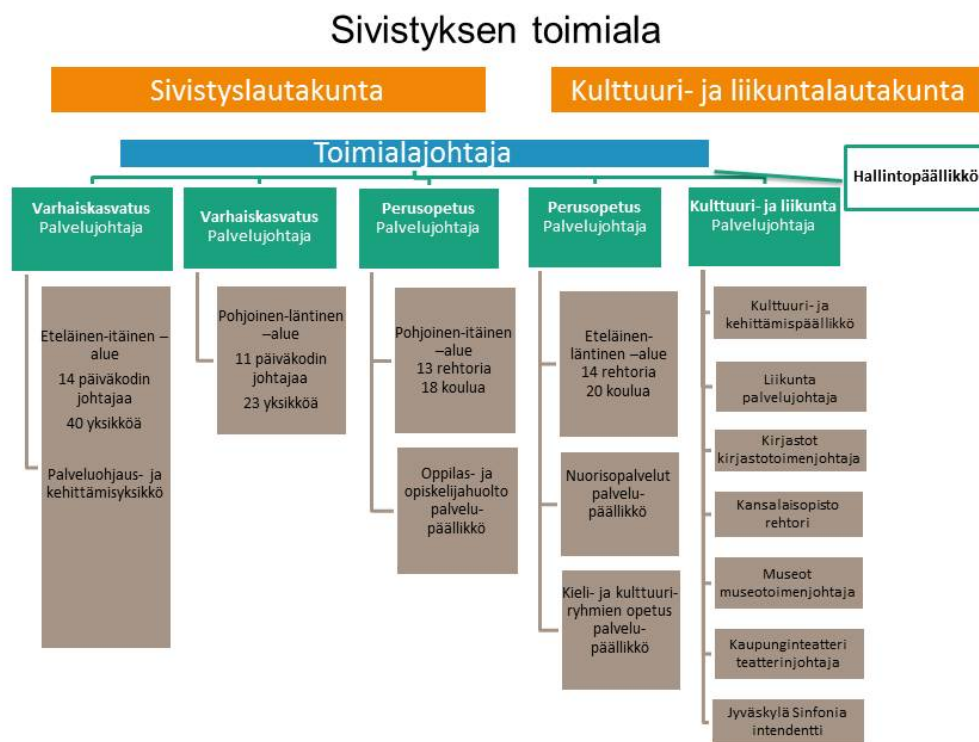 Sivistyksen toimiala
Sivistyslautakunta
Kulttuuri- ja liikuntalautakunta
Toimialajohtaja
Hallintopäällikkö
Varhaiskasvatus
Palvelujohtaja
Eteläinen-itäinen –
alue
14 päiväkodin
johtajaa
40 yksikköä
Palveluohjaus- ja
kehittämisyksikkö
Varhaiskasvatus
Palvelujohtaja
Pohjoinen-läntinen
–alue
11 päiväkodin
johtajaa
23 yksikköä
Perusopetus
Palvelujohtaja
Pohjoinen-itäinen
–alue
13 rehtoria
18 koulua
Oppilas- ja
opiskelijahuolto
palvelu-
päällikkö
Perusopetus
Palvelujohtaja
Eteläinen-
läntinen –alue
14 rehtoria
20 koulua
Nuorisopalvelut
palvelu-
päällikkö
Kieli- ja kulttuuri-
ryhmien opetus
palvelu-
päällikkö
Kulttuuri- ja liikunta
Palvelujohtaja
Kulttuuri- ja
kehittämispäällikkö
Liikunta
palvelujohtaja
Kirjastot
kirjastotoimenjohtaja
Kansalaisopisto
rehtori
Museot
museotoimenjohtaja
Kaupunginteatteri
teatterinjohtaja
Jyväskylä Sinfonia
intendentti